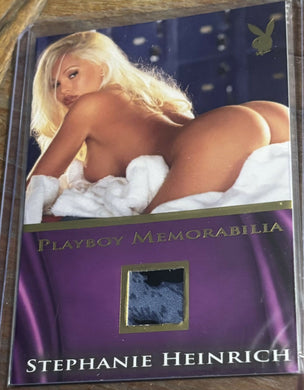 PLAYBOY MEMORABILIA
STEPHANIE HEINRICH